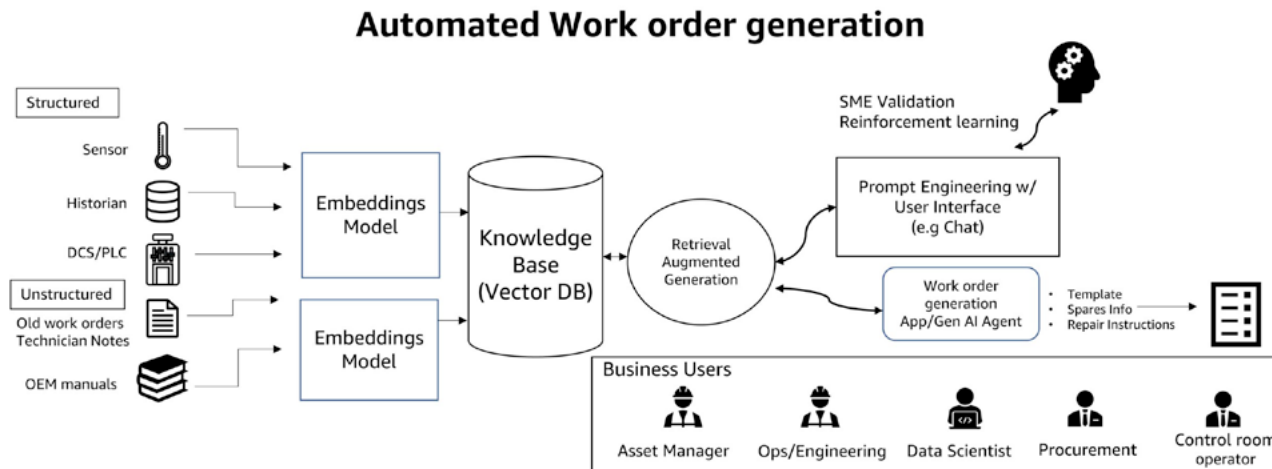 Automated Work order generation
Structured
Sensor
Historian
DCS/PLC
Unstructured
Old work orders
Technician Notes
OEM manuals
Embeddings
Model
Embeddings
Model
Knowledge
Base
(Vector DB)
Retrieval
Augmented
Generation
SME Validation
Reinforcement learning
Prompt Engineering w/
User Interface
(e.g Chat)
Work order
generation
App/Gen AI Agent
• Template
• Spares Info
• Repair Instructions
Business Users
Asset Manager
Ops/Engineering
Data Scientist
Procurement
Control room
operator